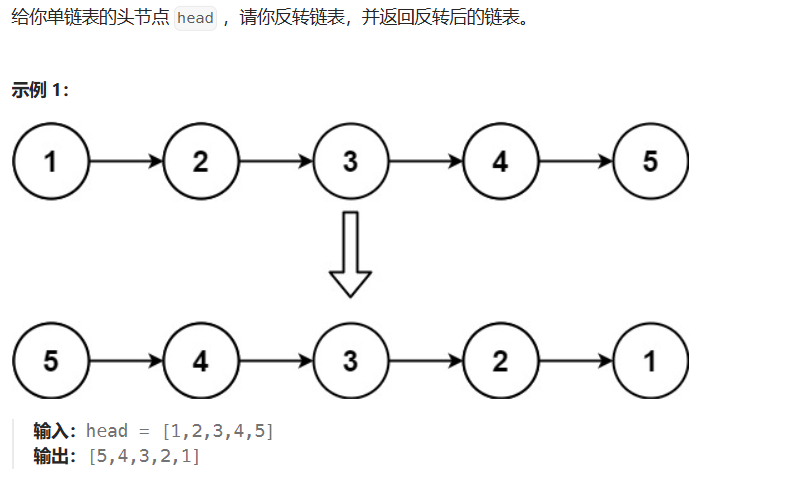 给你单链表的头节点 head ，请你反转链表，并返回反转后的链表。
示例 1：
1 2 3 4 5
5 4 3 2 1
输入：head = [1,2,3,4,5]
输出：[5,4,3,2,1]